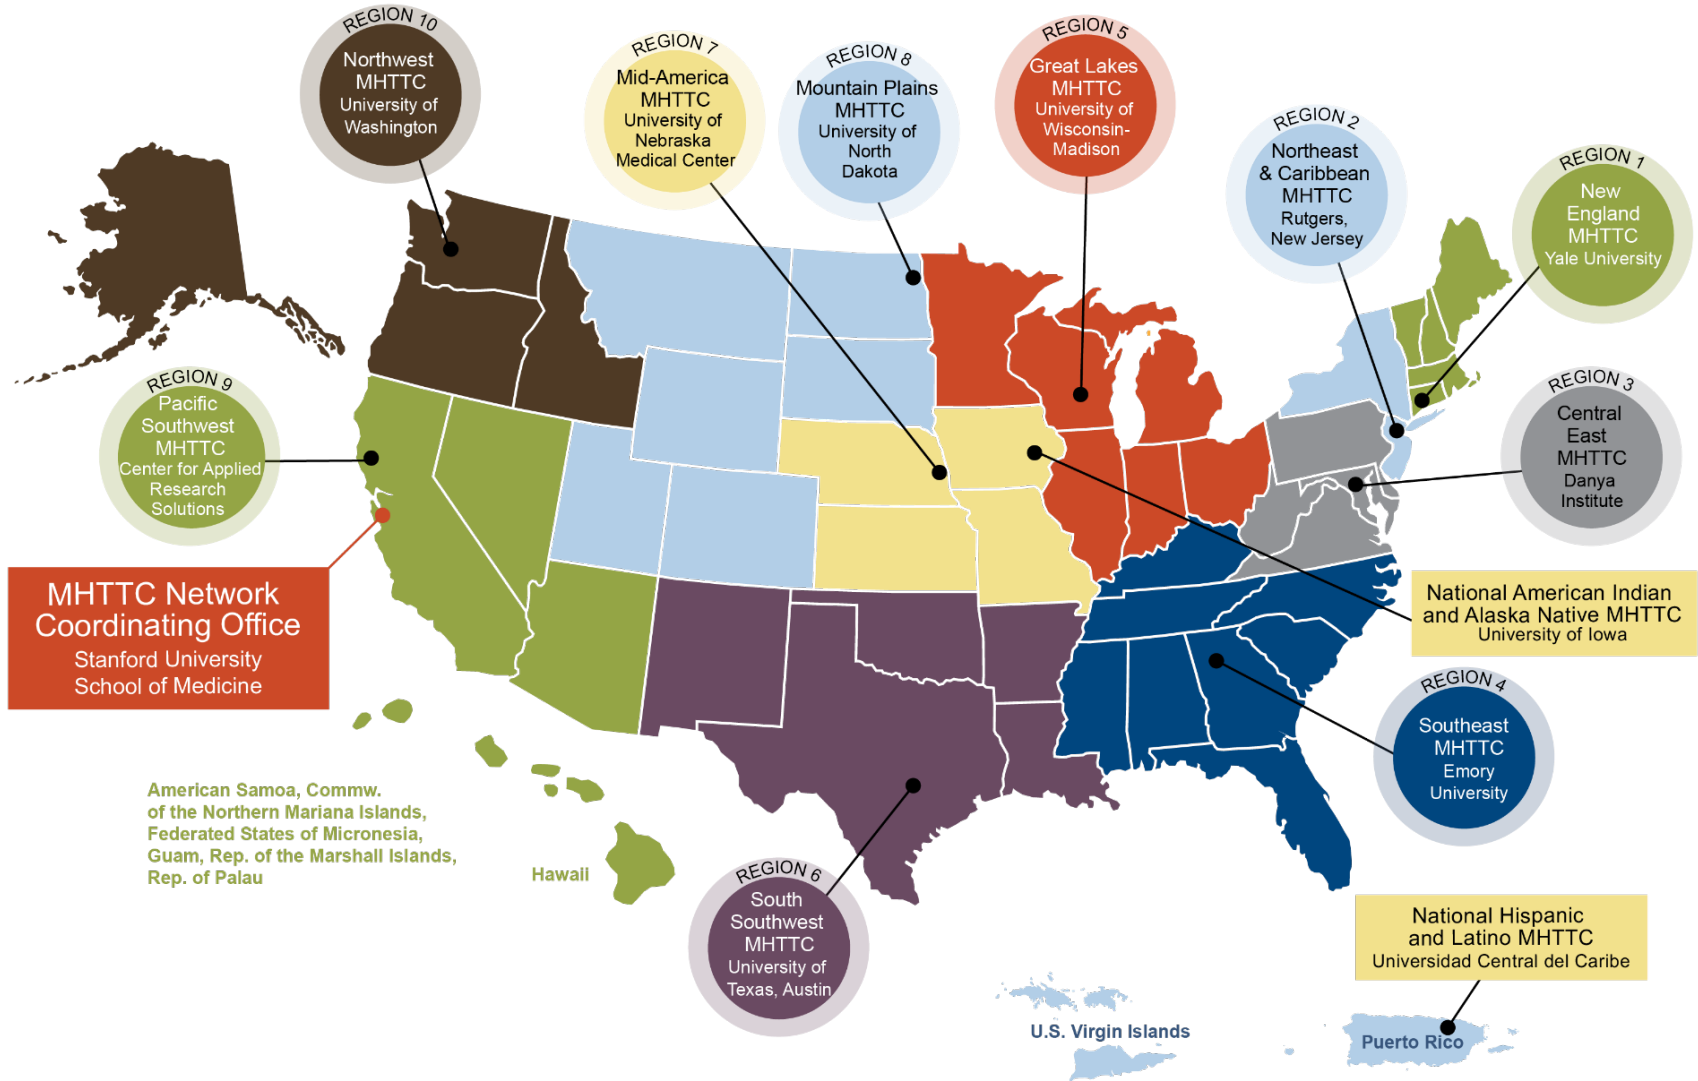 REGION 10
Northwest
MHTTC
University of
Washington
REGION 7
Mid-America
MHTTC
University of
Nebraska
Medical Center
REGION 8
Mountain Plains
MHTTC
University of
North
Dakota
REGION 5
Great Lakes
MHTTC
University of
Wisconsin-
Madison
REGION 2
Northeast
& Caribbean
MHTTC
Rutgers,
New Jersey
REGION 1
New
England
MHTTC
Yale University
REGION 9
Pacific
Southwest
MHTTC
Center for Applied
Research
Solutions
REGION 3
Central
East
MHTTC
Danya
Institute
MHTTC Network
Coordinating Office
Stanford University
School of Medicine
National American Indian
and Alaska Native MHTTC
University of Iowa
REGION 4
Southeast
MHTTC
Emory
University
American Samoa, Commw.
of the Northern Mariana Islands,
Federated States of Micronesia,
Guam, Rep. of the Marshall Islands,
Rep. of Palau
Hawaii
REGION 6
South
Southwest
MHTTC
University of
Texas, Austin
National Hispanic
and Latino MHTTC
Universidad Central del Caribe
U.S. Virgin Islands
Puerto Rico